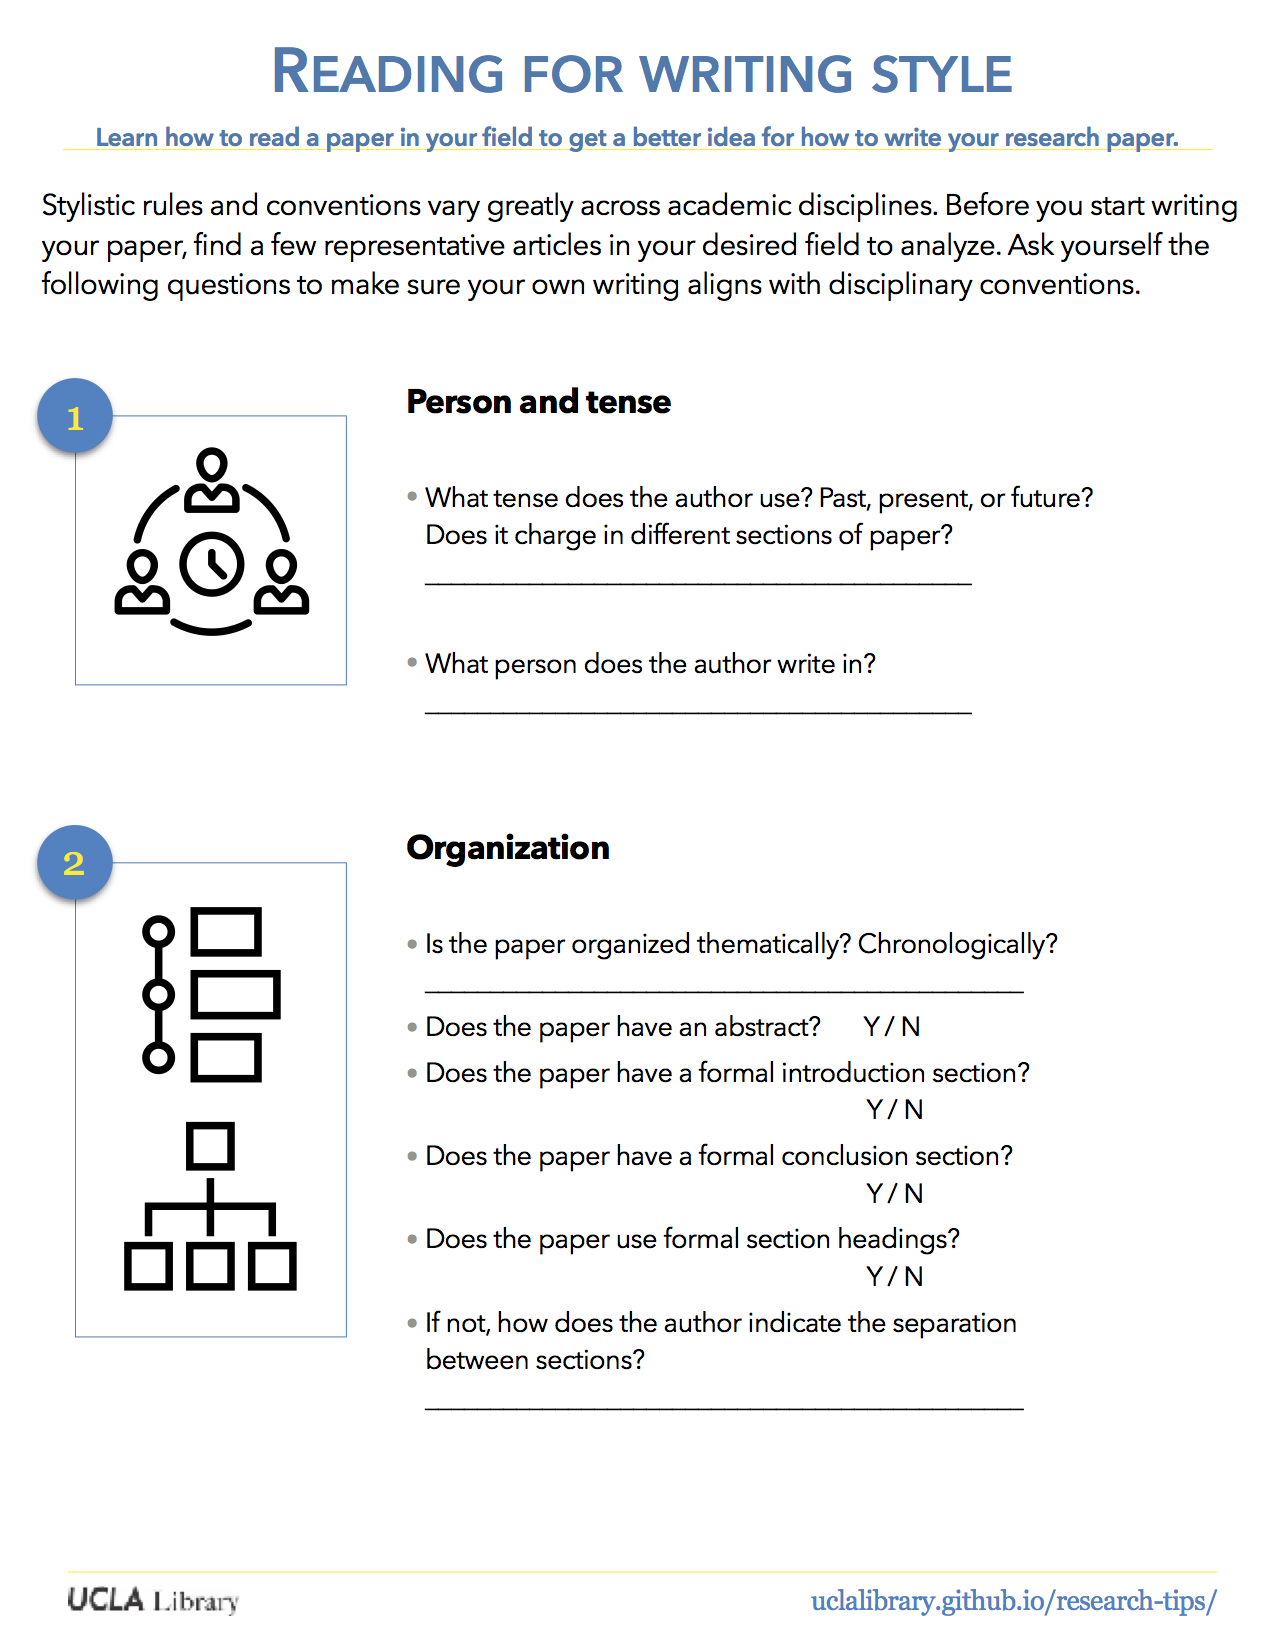 READING FOR WRITING STYLE
Learn how to read a paper in your field to get a better idea for how to write your research paper.
Stylistic rules and conventions vary greatly across academic disciplines. Before you start writing
your paper, find a few representative articles in your desired field to analyze. Ask yourself the
following questions to make sure your own writing aligns with disciplinary conventions.
1
Person and tense
• What tense does the author use? Past, present, or future?
Does it charge in different sections of paper?
• What person does the author write in?
2
Organization
• Is the paper organized thematically? Chronologically?
• Does the paper have an abstract? Y / N
• Does the paper have a formal introduction section?
Y / N
• Does the paper have a formal conclusion section?
Y / N
• Does the paper use formal section headings?
Y / N
• If not, how does the author indicate the separation
between sections?
UCLA Library
uclalibrary.github.io/research-tips/